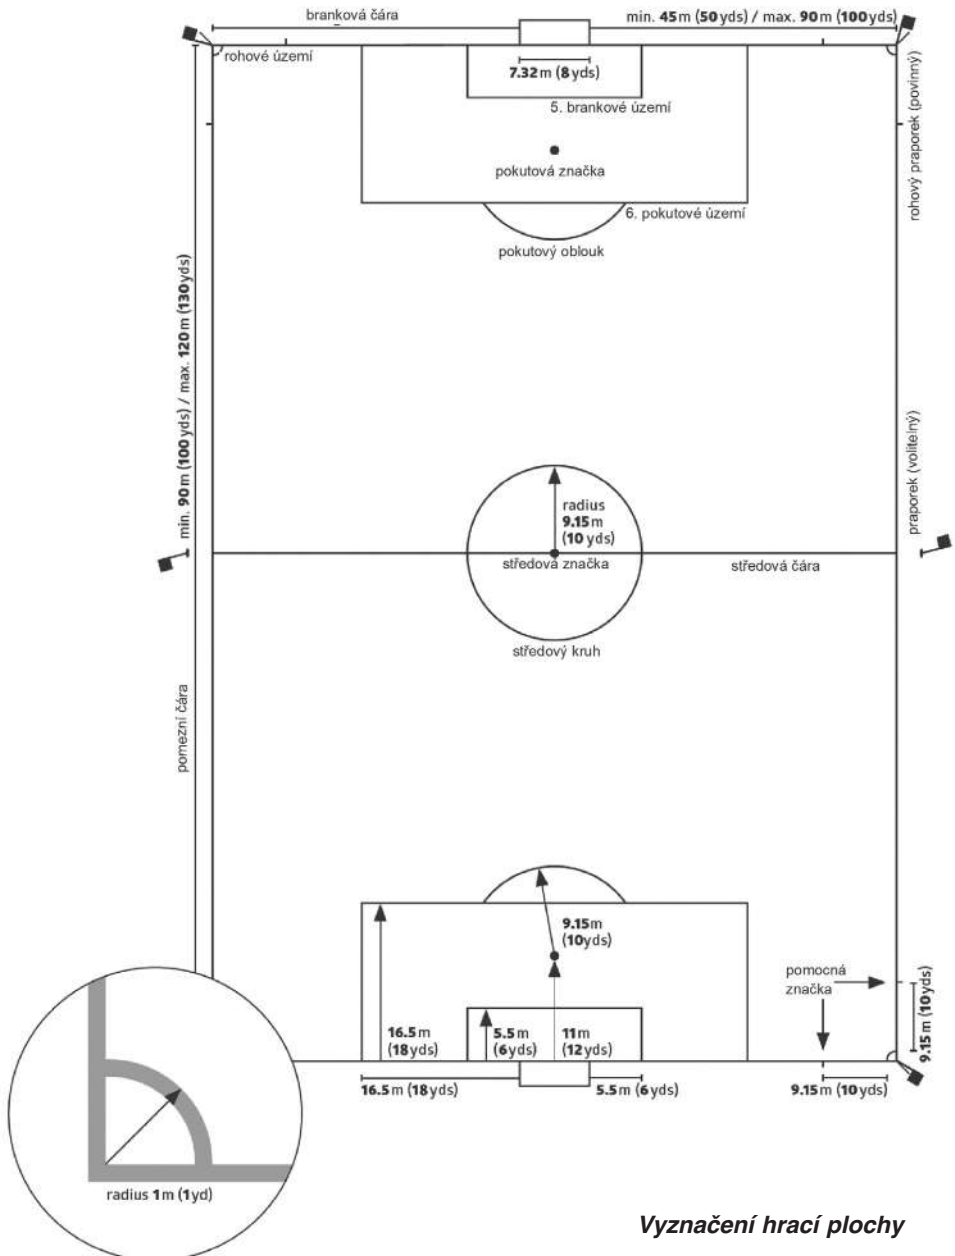 branková čára
min. 45 m (50 yds) / max. 90 m (100 yds)
rohové území
7.32 m (8 yds)
5. brankové území
rohový praporek (povinný)
pokutová značka
6. pokutové území
pokutový oblouk
min. 90 m (100 yds) / max. 120 m (130 yds)
praporek (volitelný)
radius
9.15 m
(10 yds)
středová značka
středová čára
středový kruh
pomezní čára
9.15 m
(10 yds)
pomocná
značka
9.15 m (10 yds)
16.5 m
(18 yds)
5.5 m
(6 yds)
11 m
(12 yds)
16.5 m (18 yds)
5.5 m (6 yds)
9.15 m (10 yds)
radius 1 m (1 yd)
Vyznačení hrací plochy